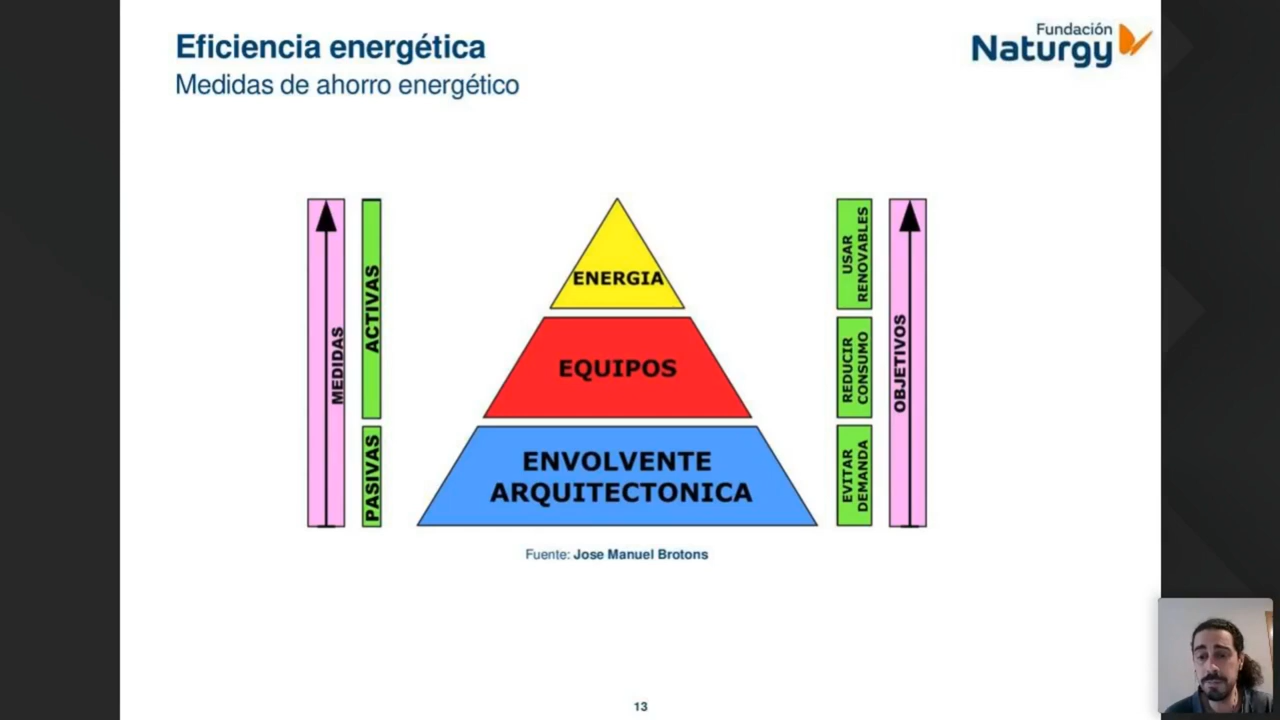 Eficiencia energética
Medidas de ahorro energético
Fundación
Naturgy
MEDIDAS
ACTIVAS
PASIVAS
ENERGIA
EQUIPOS
ENVOLVENTE
ARQUITECTONICA
USAR
RENOVABLES
REDUCIR
CONSUMO
EVITAR
DEMANDA
OBJETIVOS
Fuente: Jose Manuel Brotons
13